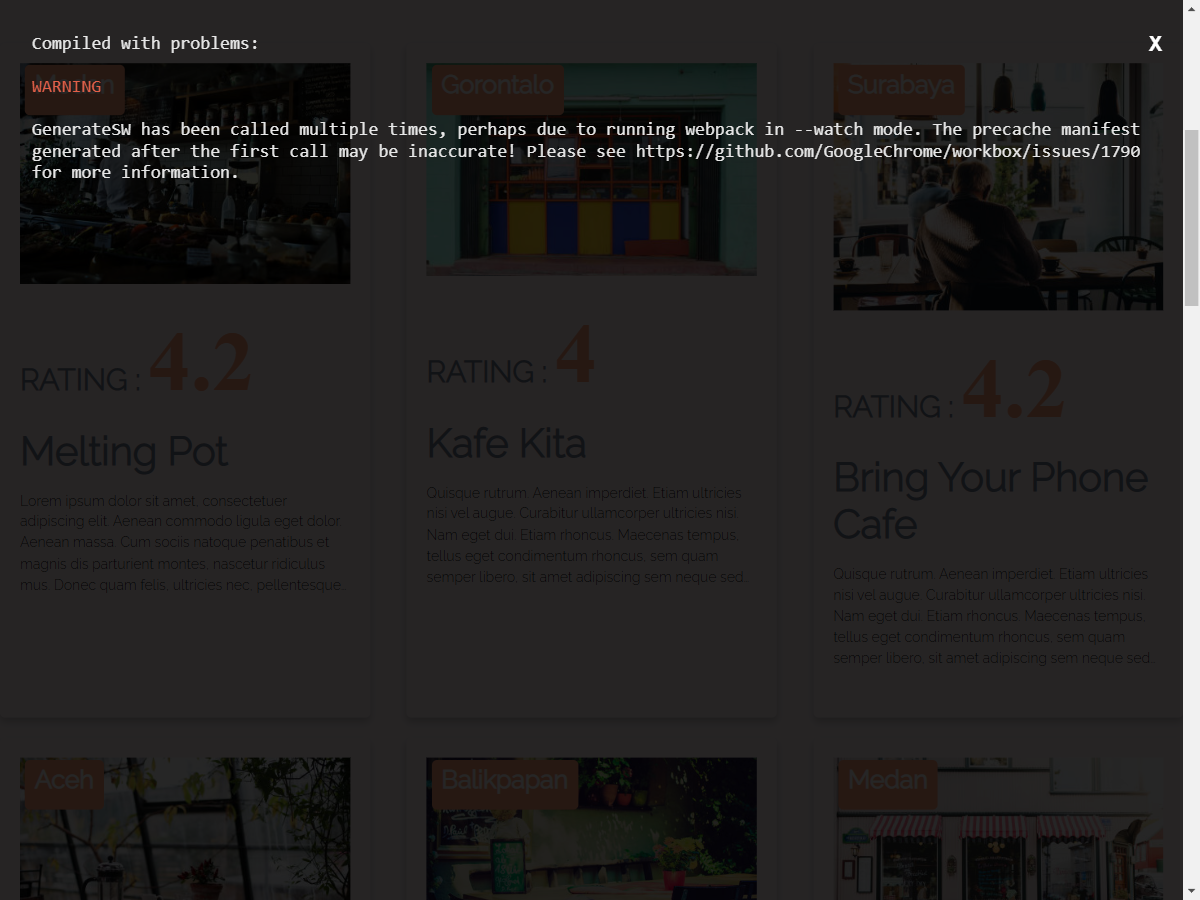 Compiled with problems:
X
WARNING
GenerateSW has been called multiple times, perhaps due to running webpack in --watch mode. The precache manifest
generated after the first call may be inaccurate! Please see https://github.com/GoogleChrome/workbox/issues/1790
for more information.
Gorontalo
Surabaya
RATING : 4.2
Melting Pot
Lorem ipsum dolor sit amet, consectetuer
adipiscing elit. Aenean commodo ligula eget dolor.
Aenean massa. Cum sociis natoque penatibus et
magnis dis parturient montes, nascetur ridiculus
mus. Donec quam felis, ultricies nec, pellentesque.
RATING : 4
Kafe Kita
Quisque rutrum. Aenean imperdiet. Etiam ultricies
nisi vel augue. Curabitur ullamcorper ultricies nisi.
Nam eget dui. Etiam rhoncus. Maecenas tempus,
tellus eget condimentum rhoncus, sem quam
semper libero, sit amet adipiscing sem neque sed.
RATING : 4.2
Bring Your Phone
Cafe
Quisque rutrum. Aenean imperdiet. Etiam ultricies
nisi vel augue. Curabitur ullamcorper ultricies nisi.
Nam eget dui. Etiam rhoncus. Maecenas tempus,
tellus eget condimentum rhoncus, sem quam
semper libero, sit amet adipiscing sem neque sed.
Aceh
Balikpapan
Medan